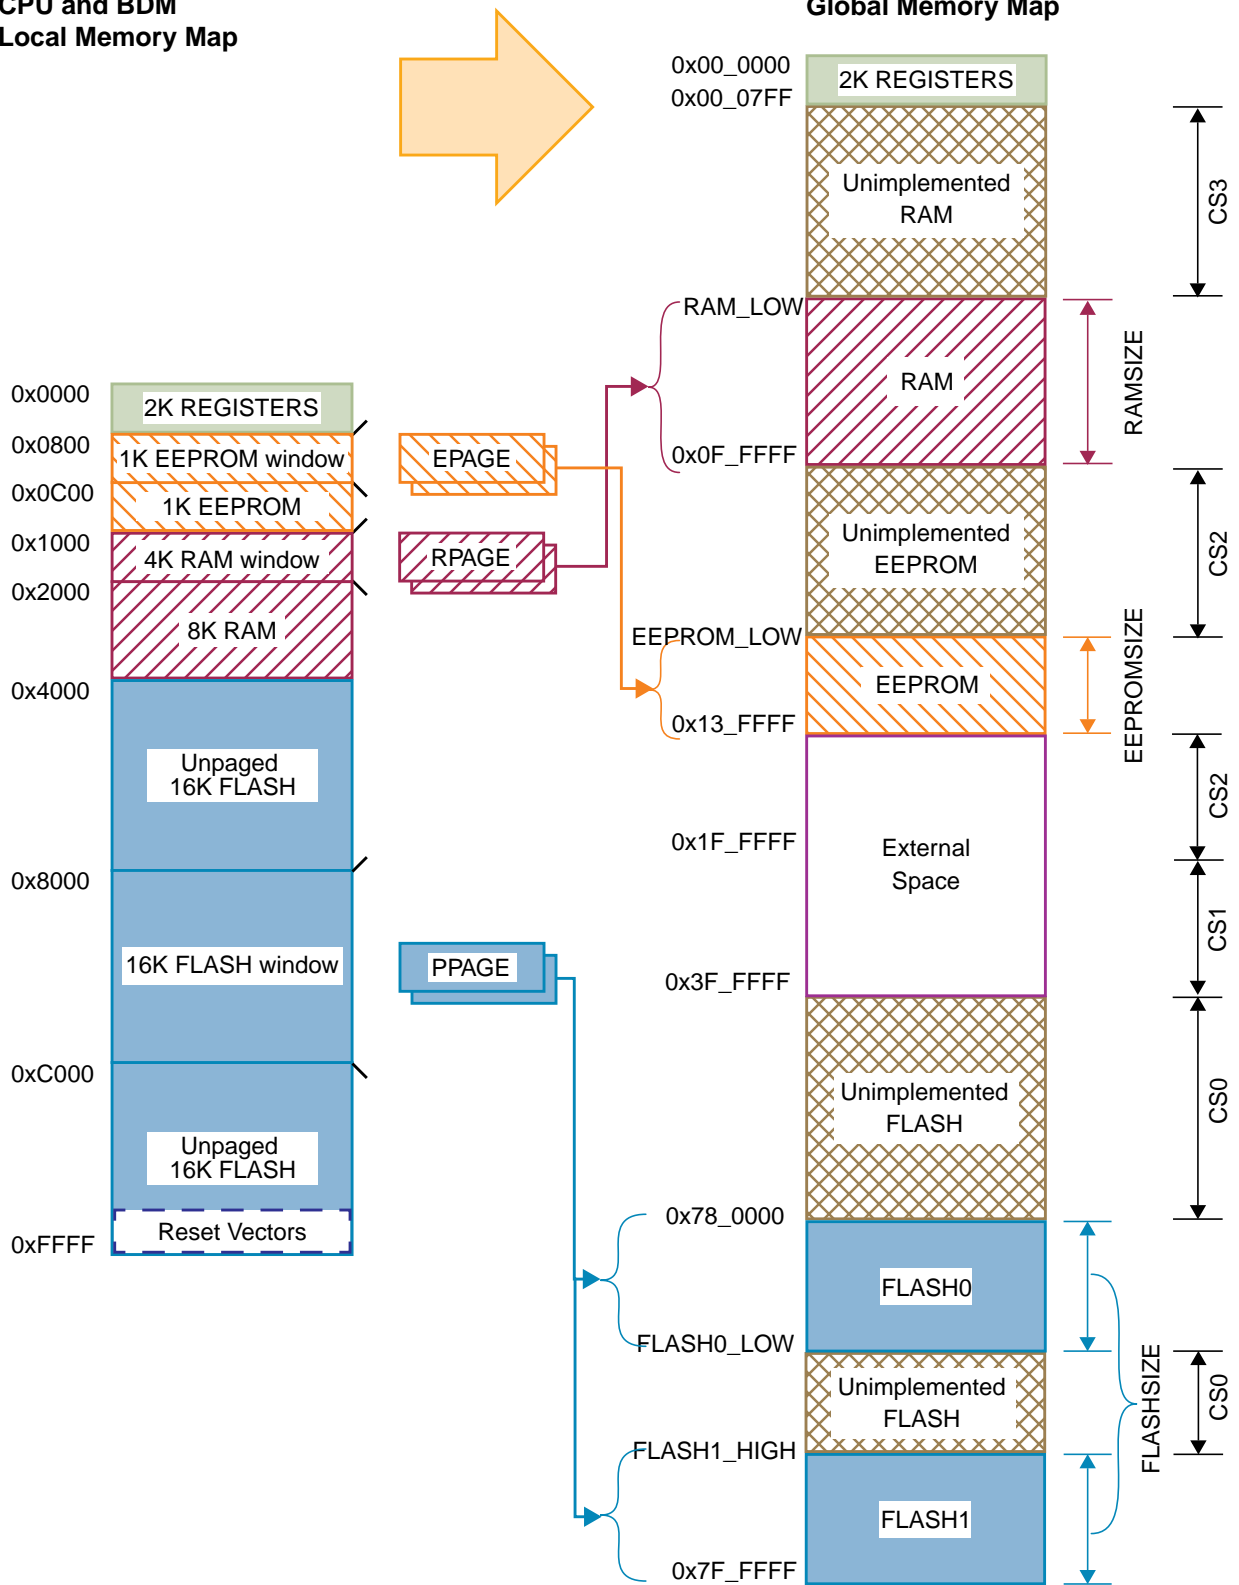 CPU and BDM
Local Memory Map
0x0000
2K REGISTERS
0x0800
1K EEPROM window
0x0C00
1K EEPROM
0x1000
4K RAM window
0x2000
8K RAM
0x4000
Unpaged
16K FLASH
0x8000
16K FLASH window
0xC000
Unpaged
16K FLASH
Reset Vectors
0xFFFF
EPAGE
RPAGE
PPAGE
Global Memory Map
0x00_0000
2K REGISTERS
0x00_07FF
Unimplemented
RAM
CS3
RAM_LOW
RAM
RAMSIZE
0x0F_FFFF
Unimplemented
EEPROM
CS2
EEPROM_LOW
EEPROM
EEPROMSIZE
0x13_FFFF
CS2
0x1F_FFFF
External
Space
CS1
0x3F_FFFF
Unimplemented
FLASH
CS0
0x78_0000
FLASH0
FLASH0_LOW
Unimplemented
FLASH
FLASHSIZE
CS0
FLASH1_HIGH
FLASH1
0x7F_FFFF